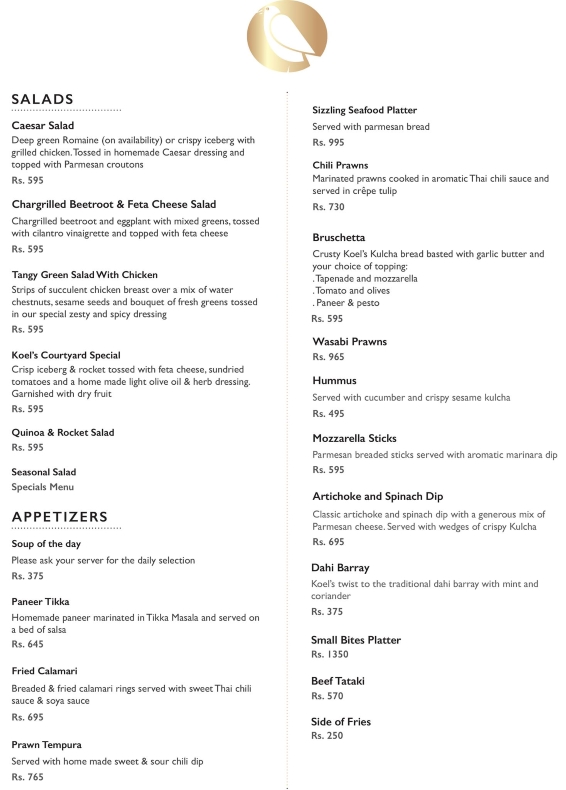 SALADS
Caesar Salad
Deep green Romaine (on availability) or crispy iceberg with
grilled chicken. Tossed in homemade Caesar dressing and
topped with Parmesan croutons
Rs. 595
Chargrilled Beetroot & Feta Cheese Salad
Chargrilled beetroot and eggplant with mixed greens, tossed
with cilantro vinaigrette and topped with feta cheese
Rs. 595
Tangy Green Salad With Chicken
Strips of succulent chicken breast over a mix of water
chestnuts, sesame seeds and bouquet of fresh greens tossed
in our special zesty and spicy dressing
Rs. 595
Koel's Courtyard Special
Crisp iceberg & rocket tossed with feta cheese, sundried
tomatoes and a home made light olive oil & herb dressing.
Garnished with dry fruit
Rs. 595
Quinoa & Rocket Salad
Rs. 595
Seasonal Salad
Specials Menu
APPETIZERS
Soup of the day
Please ask your server for the daily selection
Rs. 375
Paneer Tikka
Homemade paneer marinated in Tikka Masala and served on
a bed of salsa
Rs. 645
Fried Calamari
Breaded & fried calamari rings served with sweet Thai chili
sauce & soya sauce
Rs. 695
Prawn Tempura
Served with home made sweet & sour chili dip
Rs. 765
Sizzling Seafood Platter
Served with parmesan bread
Rs. 995
Chili Prawns
Marinated prawns cooked in aromatic Thai chili sauce and
served in crêpe tulip
Rs. 730
Bruschetta
Crusty Koel's Kulcha bread basted with garlic butter and
your choice of topping:
.Tapenade and mozzarella
.Tomato and olives
. Paneer & pesto
Rs. 595
Wasabi Prawns
Rs. 965
Hummus
Served with cucumber and crispy sesame kulcha
Rs. 495
Mozzarella Sticks
Parmesan breaded sticks served with aromatic marinara dip
Rs. 595
Artichoke and Spinach Dip
Classic artichoke and spinach dip with a generous mix of
Parmesan cheese. Served with wedges of crispy Kulcha
Rs. 695
Dahi Barray
Koel's twist to the traditional dahi barray with mint and
coriander
Rs. 375
Small Bites Platter
Rs. 1350
Beef Tataki
Rs. 570
Side of Fries
Rs. 250